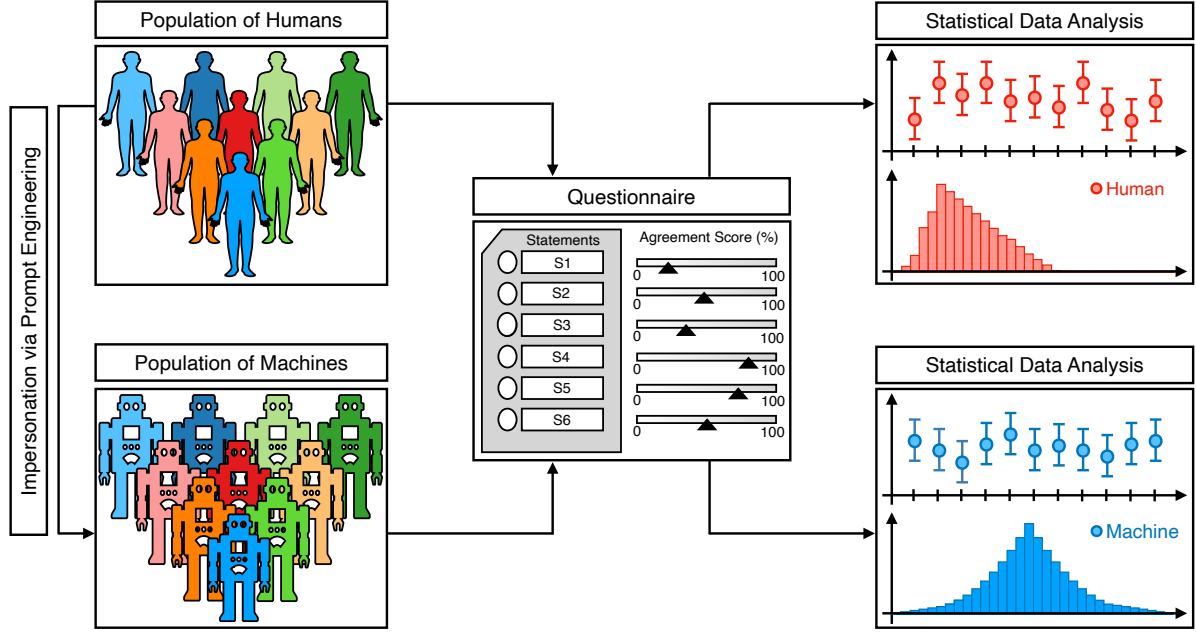 Impersonation via Prompt Engineering
Population of Humans
Population of Machines
Questionnaire
Statements
Agreement Score (%)
S1
0
100
S2
0
100
S3
0
100
S4
0
100
S5
0
100
S6
0
100
Statistical Data Analysis
Human
Statistical Data Analysis
Machine